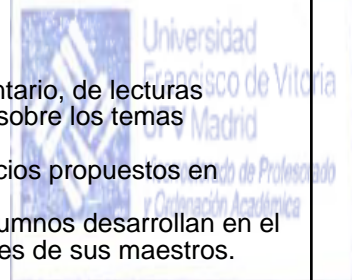 Universidad
Francisco de Vitoria
UFV Madrid
Vicerrectorado de Profesorado
y Ordenación Académica
ntario, de lecturas
sobre los temas
cios propuestos en
umnos desarrollan en el
es de sus maestros.